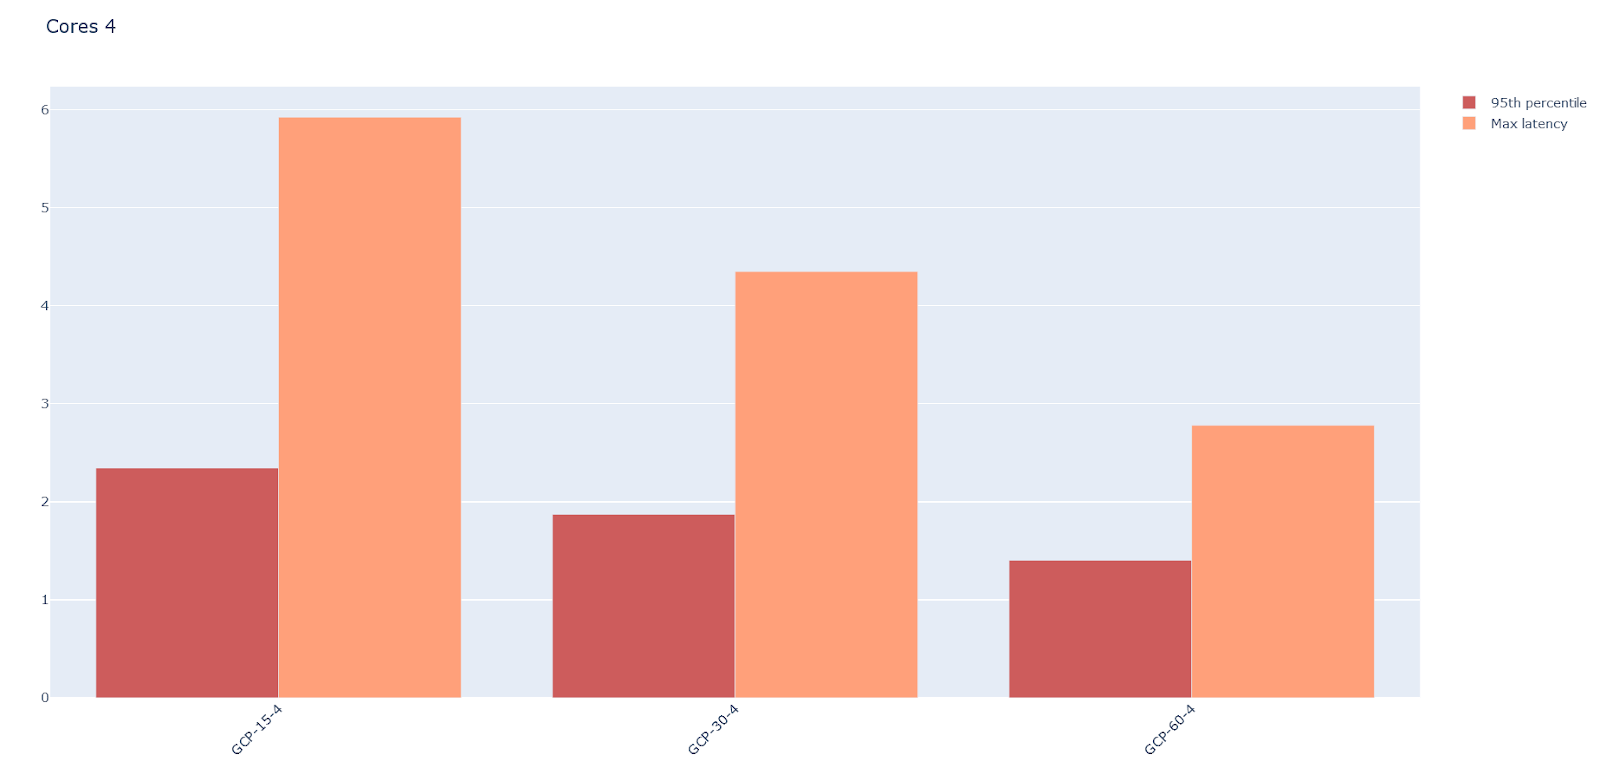 Cores 4
95th percentile
Max latency
6
5
4
3
2
1
0
GCP-15-4
GCP-30-4
GCP-60-4